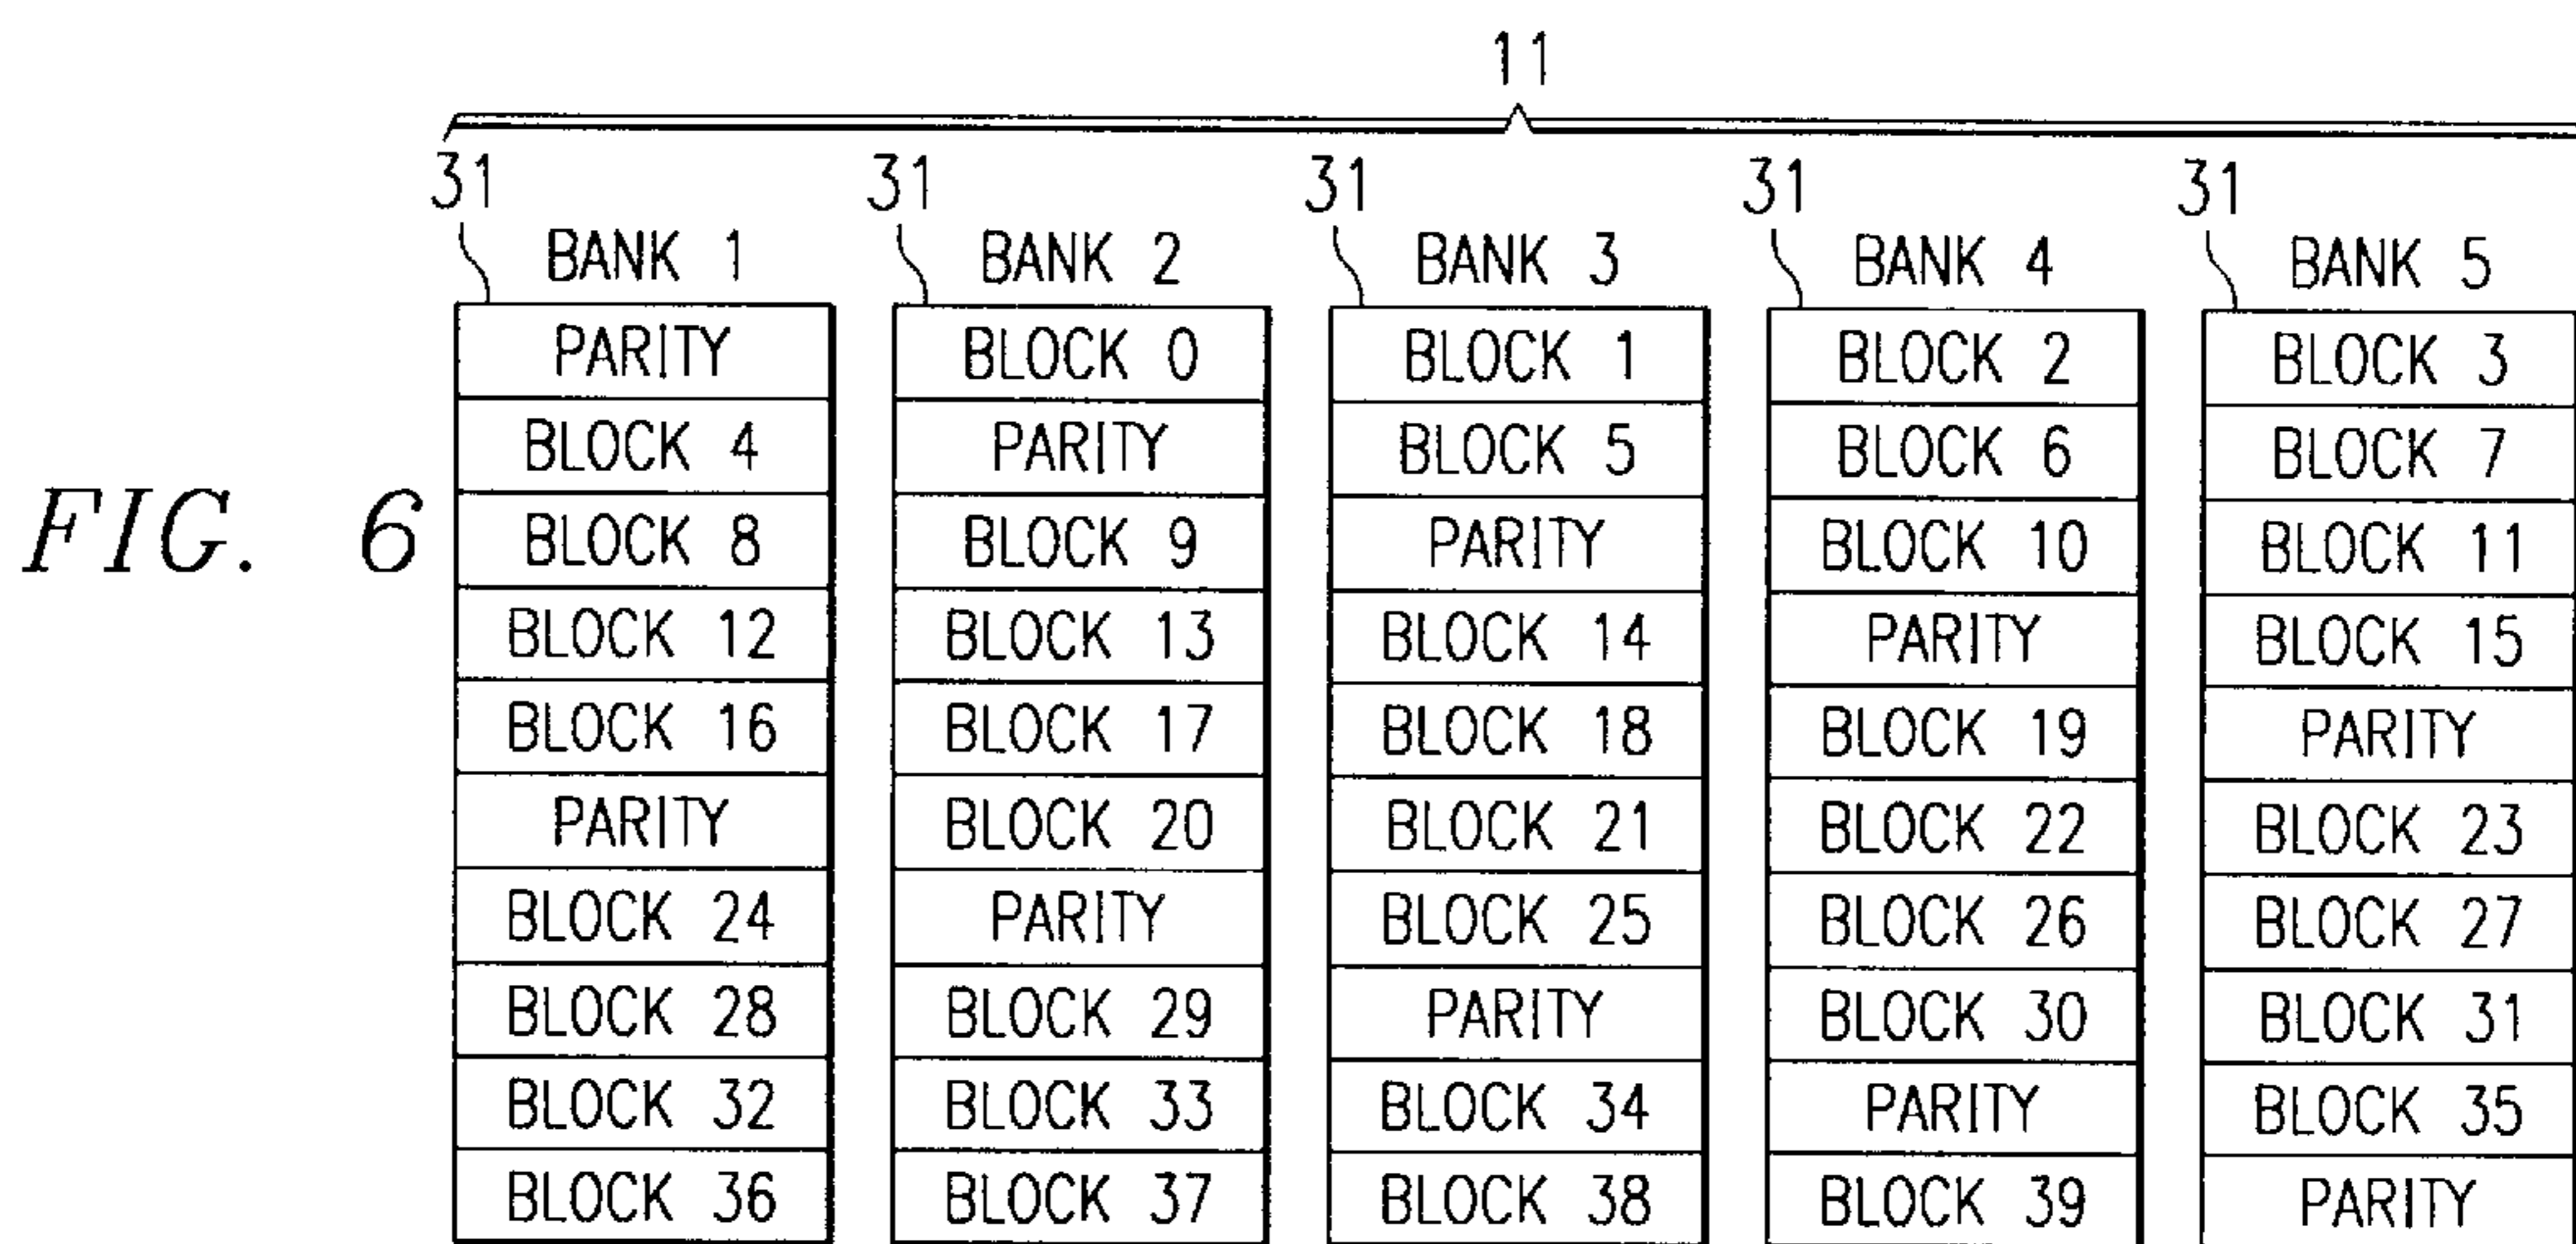 11
31 31 31 31 31
BANK 1 BANK 2 BANK 3 BANK 4 BANK 5
PARITY BLOCK 0 BLOCK 1 BLOCK 2 BLOCK 3
BLOCK 4 PARITY BLOCK 5 BLOCK 6 BLOCK 7
FIG. 6 BLOCK 8 BLOCK 9 PARITY BLOCK 10 BLOCK 11
BLOCK 12 BLOCK 13 BLOCK 14 PARITY BLOCK 15
BLOCK 16 BLOCK 17 BLOCK 18 BLOCK 19 PARITY
PARITY BLOCK 20 BLOCK 21 BLOCK 22 BLOCK 23
BLOCK 24 PARITY BLOCK 25 BLOCK 26 BLOCK 27
BLOCK 28 BLOCK 29 PARITY BLOCK 30 BLOCK 31
BLOCK 32 BLOCK 33 BLOCK 34 PARITY BLOCK 35
BLOCK 36 BLOCK 37 BLOCK 38 BLOCK 39 PARITY